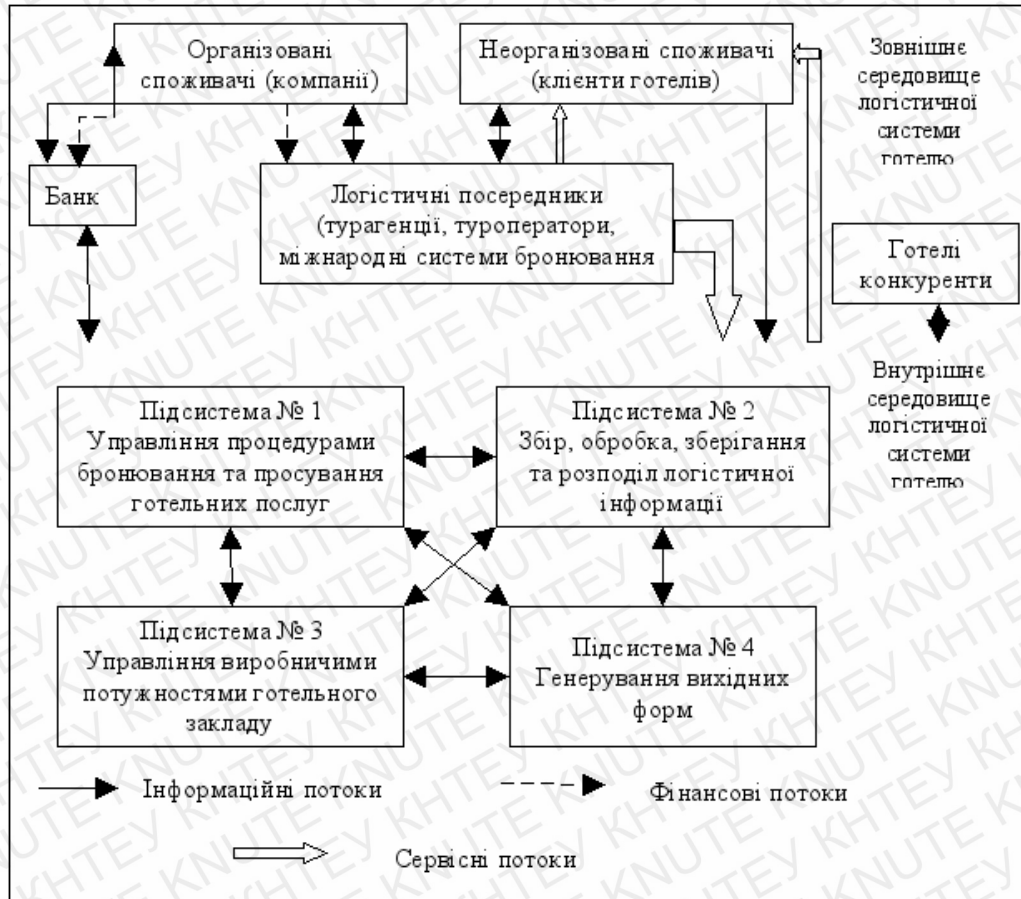 Організовані
споживачі (компанії)
Неорганізовані споживачі
(клієнти готелів)
Зовнішнє
середовище
логістичної
системи
готелю
Банк
Логістичні посередники
(турагенції, туроператори,
міжнародні системи бронювання
Готелі
конкуренти
Внутрішнє
середовище
логістичної
системи
готелю
Підсистема № 1
Управління процедурами
бронювання та просування
готельних послуг
Підсистема № 2
Збір, обробка, зберігання
та розподіл логістичної
інформації
Підсистема № 3
Управління виробничими
потужностями готельного
закладу
Підсистема № 4
Генерування вихідних
форм
Інформаційні потоки
Фінансові потоки
Сервісні потоки